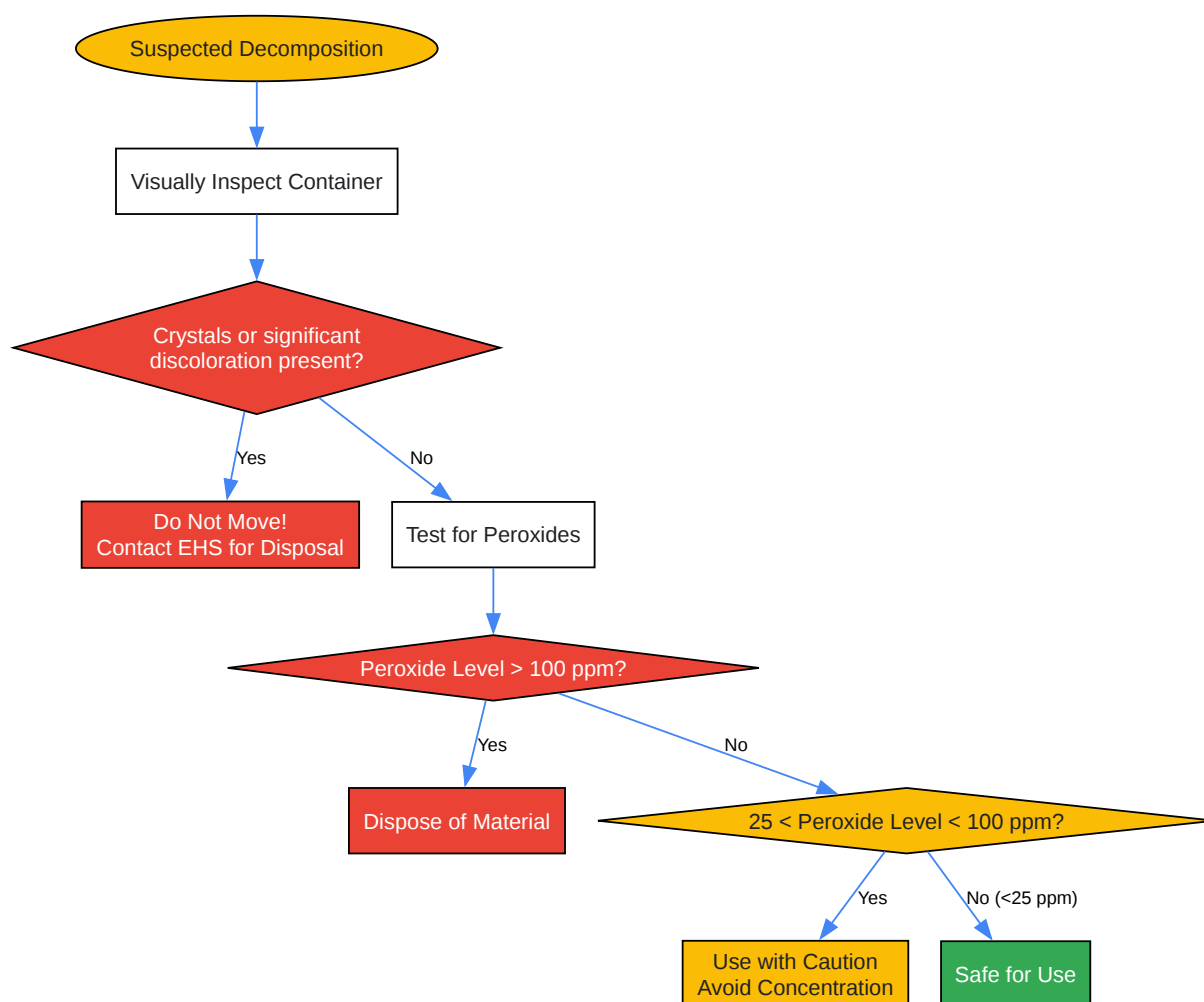 Suspected Decomposition
Visually Inspect Container
Crystals or significant
discoloration present?
Yes
No
Do Not Move!
Contact EHS for Disposal
Test for Peroxides
Peroxide Level > 100 ppm?
Yes
No
Dispose of Material
25 < Peroxide Level < 100 ppm?
Yes
No (<25 ppm)
Use with Caution
Avoid Concentration
Safe for Use